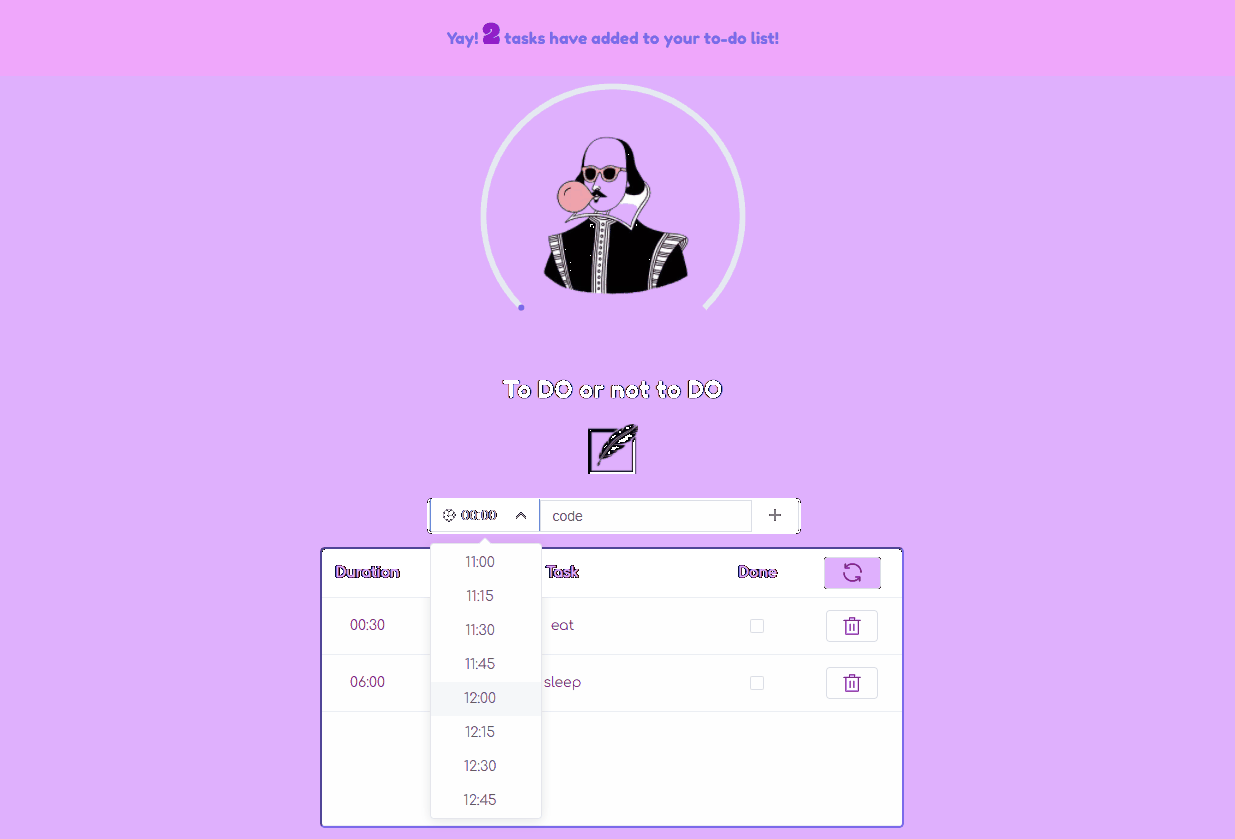 Yay! 2 tasks have added to your to-do list!
To DO or not to DO
00:00 code +
Duration Task Done
11:00
11:15
00:30 eat
11:30
11:45
06:00 sleep
12:00
12:15
12:30
12:45